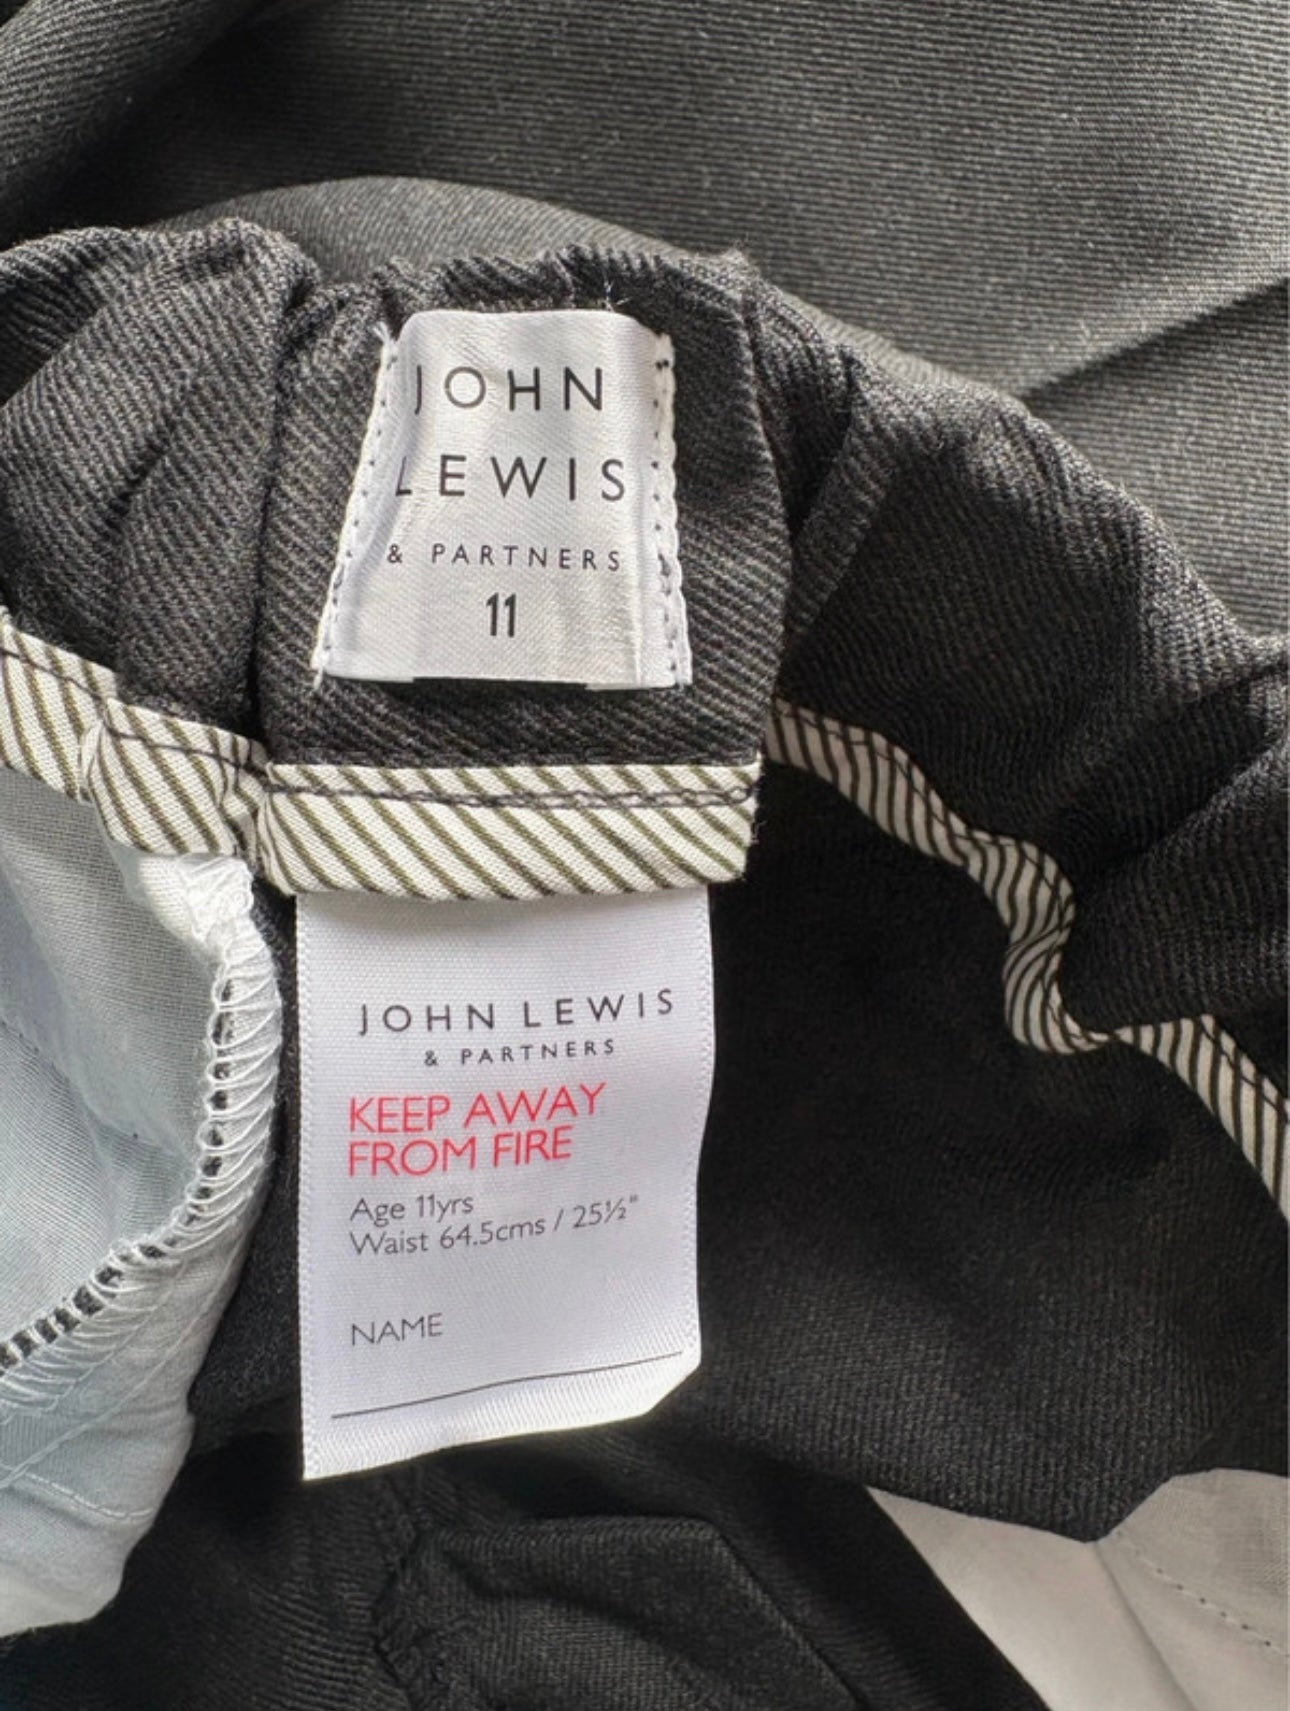 JOHN
LEWIS
& PARTNERS
11
JOHN LEWIS
& PARTNERS
KEEP AWAY
FROM FIRE
Age 11yrs
Waist 64.5cms / 25½"
NAME